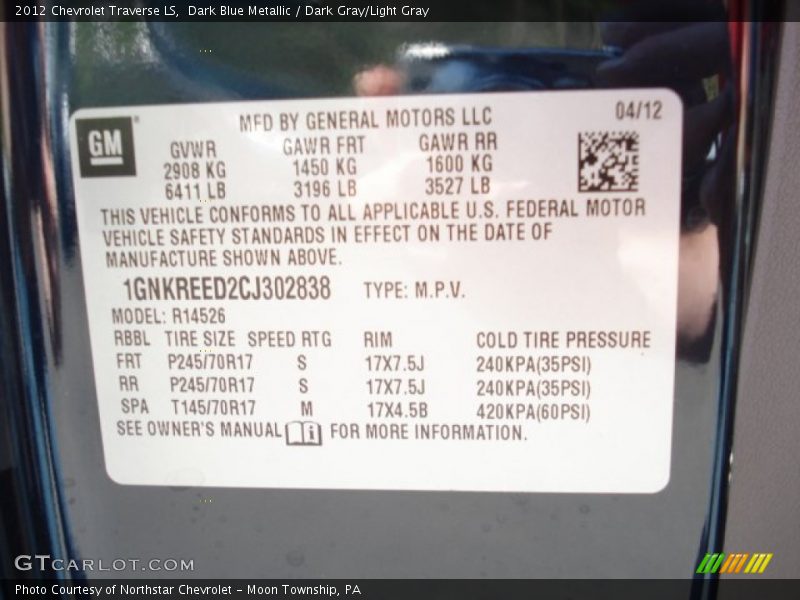 2012 Chevrolet Traverse LS, Dark Blue Metallic / Dark Gray/Light Gray
GM
MFD BY GENERAL MOTORS LLC 04/12
GVWR GAWR FRT GAWR RR
2908 KG 1450 KG 1600 KG
6411 LB 3196 LB 3527 LB
THIS VEHICLE CONFORMS TO ALL APPLICABLE U.S. FEDERAL MOTOR
VEHICLE SAFETY STANDARDS IN EFFECT ON THE DATE OF
MANUFACTURE SHOWN ABOVE.
1GNKREED2CJ302838 TYPE: M.P.V.
MODEL: R14526
RBBL TIRE SIZE SPEED RTG RIM COLD TIRE PRESSURE
FRT P245/70R17 S 17X7.5J 240KPA(35PSI)
RR P245/70R17 S 17X7.5J 240KPA(35PSI)
SPA T145/70R17 M 17X4.5B 420KPA(60PSI)
SEE OWNER'S MANUAL i FOR MORE INFORMATION.
GTCARLOT.COM
Photo Courtesy of Northstar Chevrolet - Moon Township, PA